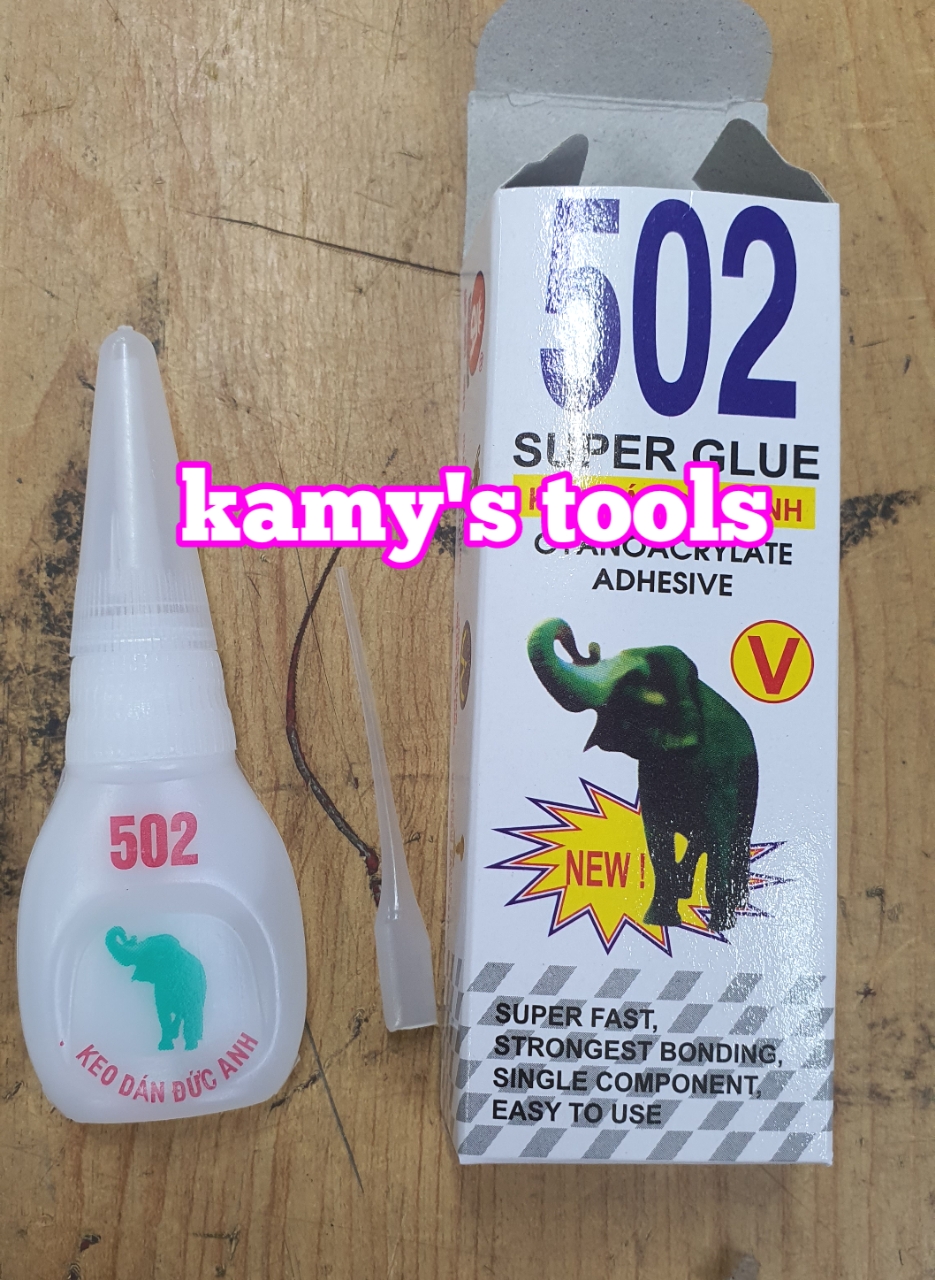 502
SUPER GLUE
NH
CYANOACRYLATE
ADHESIVE
V
NEW !
SUPER FAST,
STRONGEST BONDING,
SINGLE COMPONENT,
EASY TO USE
kamy's tools
502
KEO DÁN ĐỨC ANH